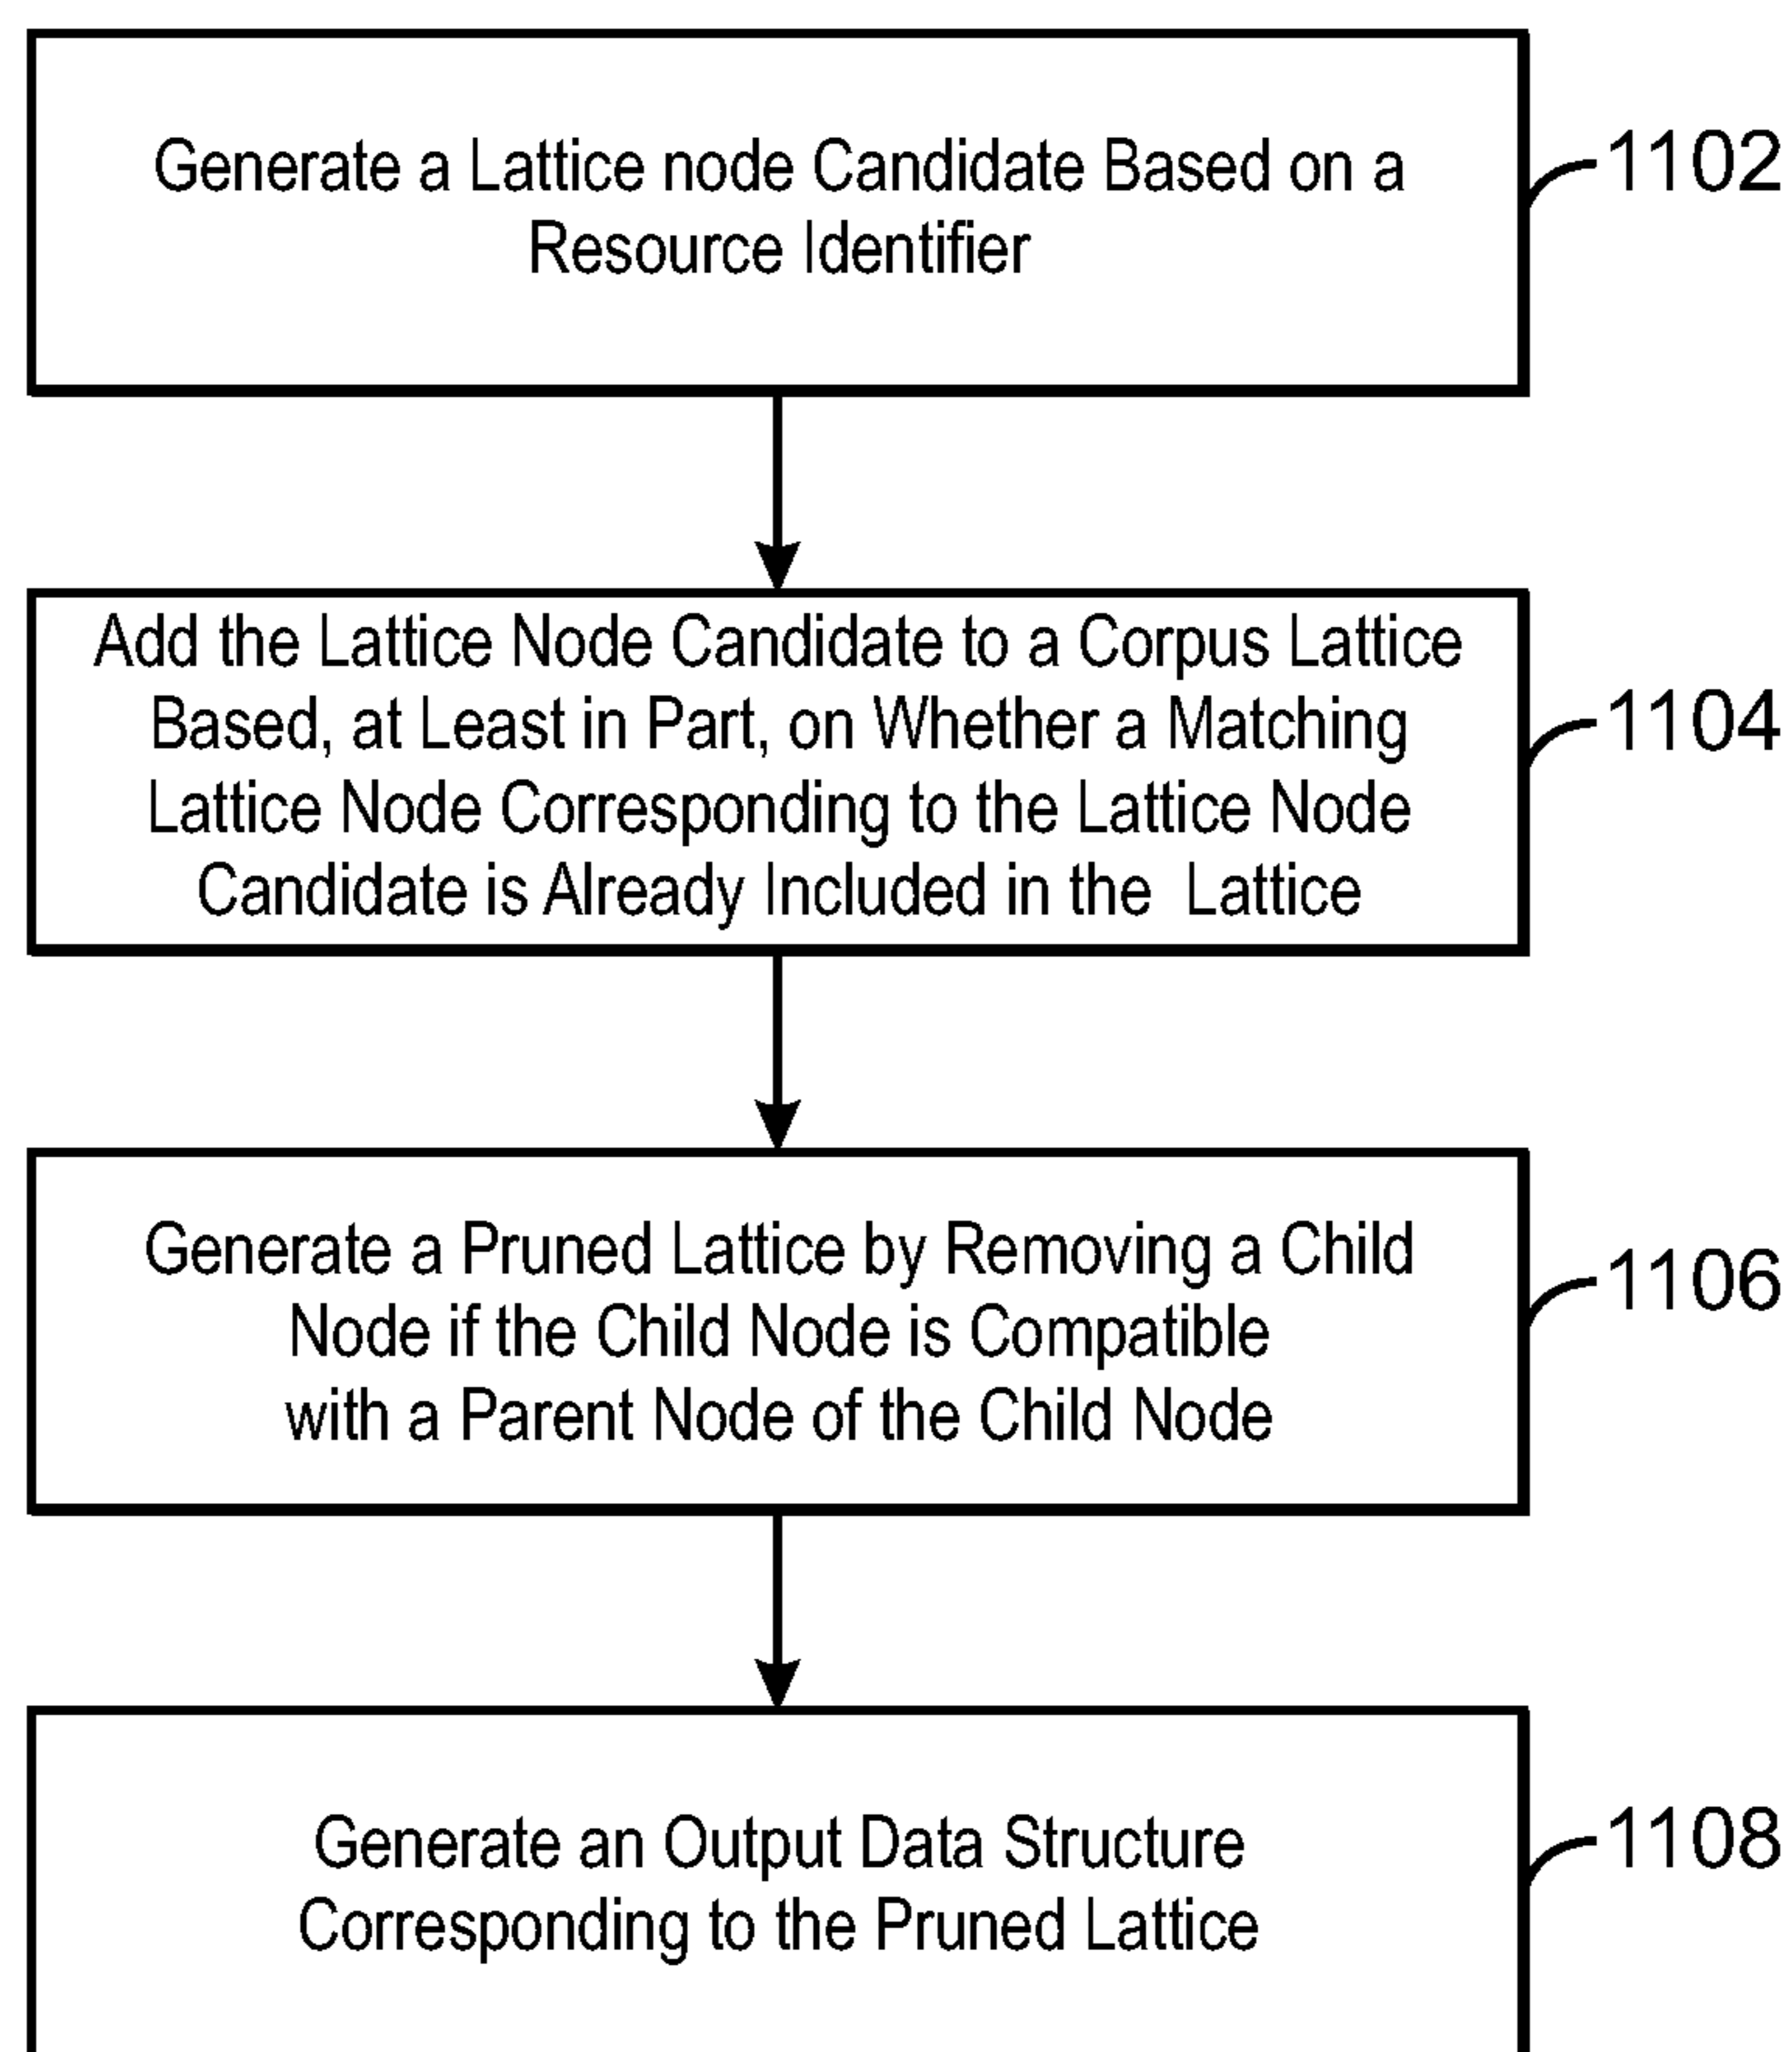 Generate a Lattice node Candidate Based on a
Resource Identifier
1102
Add the Lattice Node Candidate to a Corpus Lattice
Based, at Least in Part, on Whether a Matching
Lattice Node Corresponding to the Lattice Node
Candidate is Already Included in the Lattice
1104
Generate a Pruned Lattice by Removing a Child
Node if the Child Node is Compatible
with a Parent Node of the Child Node
1106
Generate an Output Data Structure
Corresponding to the Pruned Lattice
1108